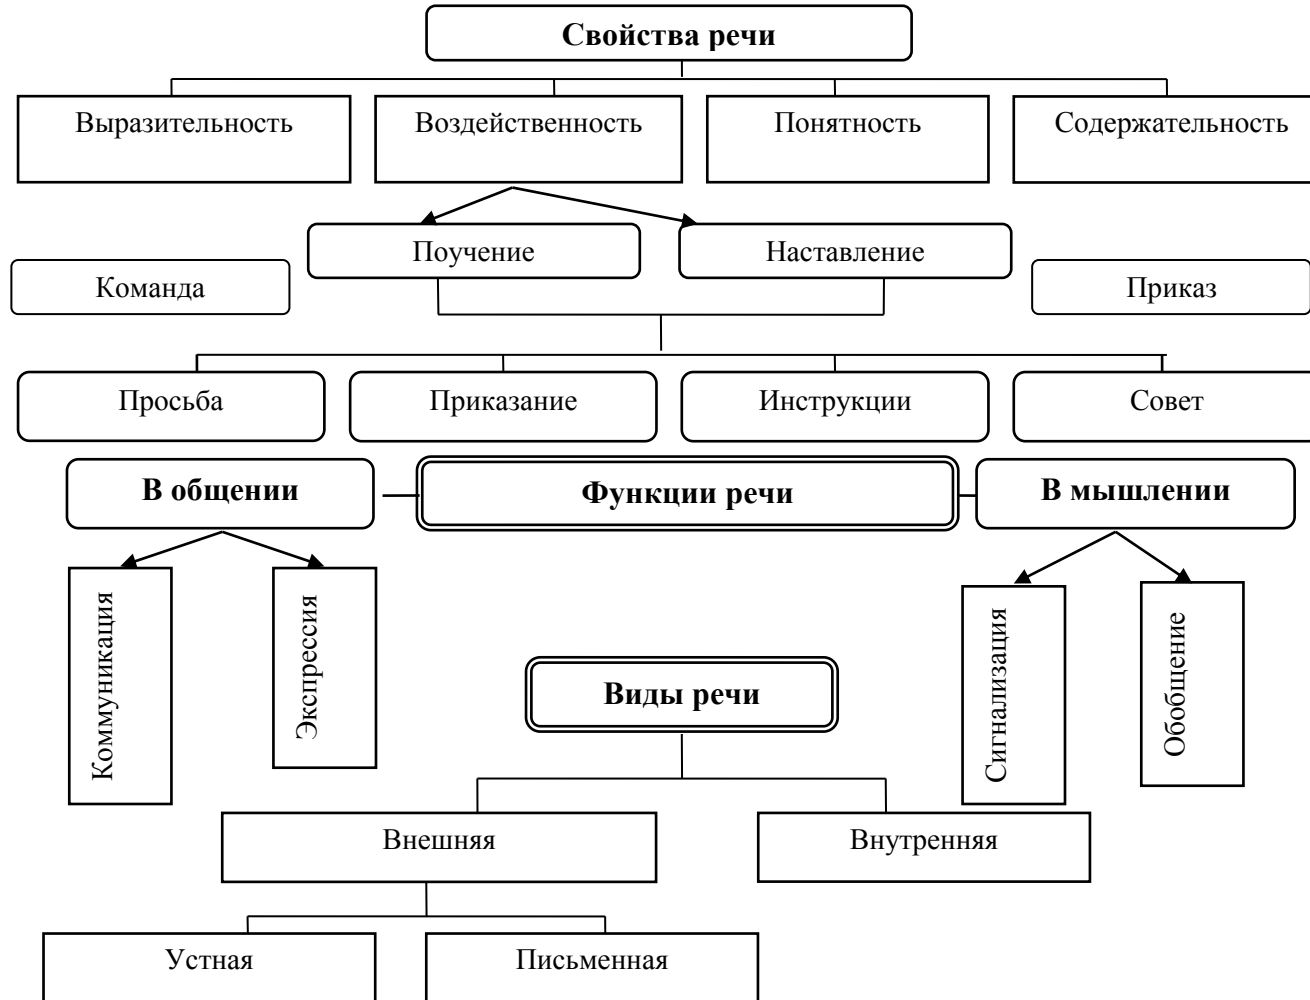 Свойства речи
Выразительность
Воздейственность
Понятность
Содержательность
Поучение
Наставление
Команда
Приказ
Просьба
Приказание
Инструкции
Совет
В общении
Функции речи
В мышлении
Коммуникация
Экспрессия
Сигнализация
Обобщение
Виды речи
Внешняя
Внутренняя
Устная
Письменная